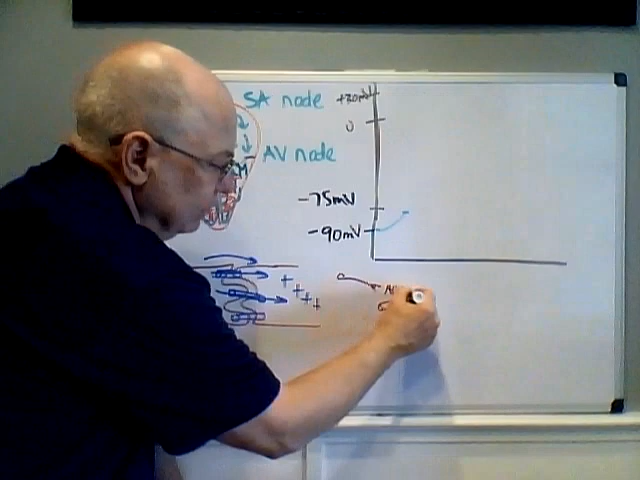 SA node
AV node
+20mV
0
-75mV
-90mV
+
+
+
+